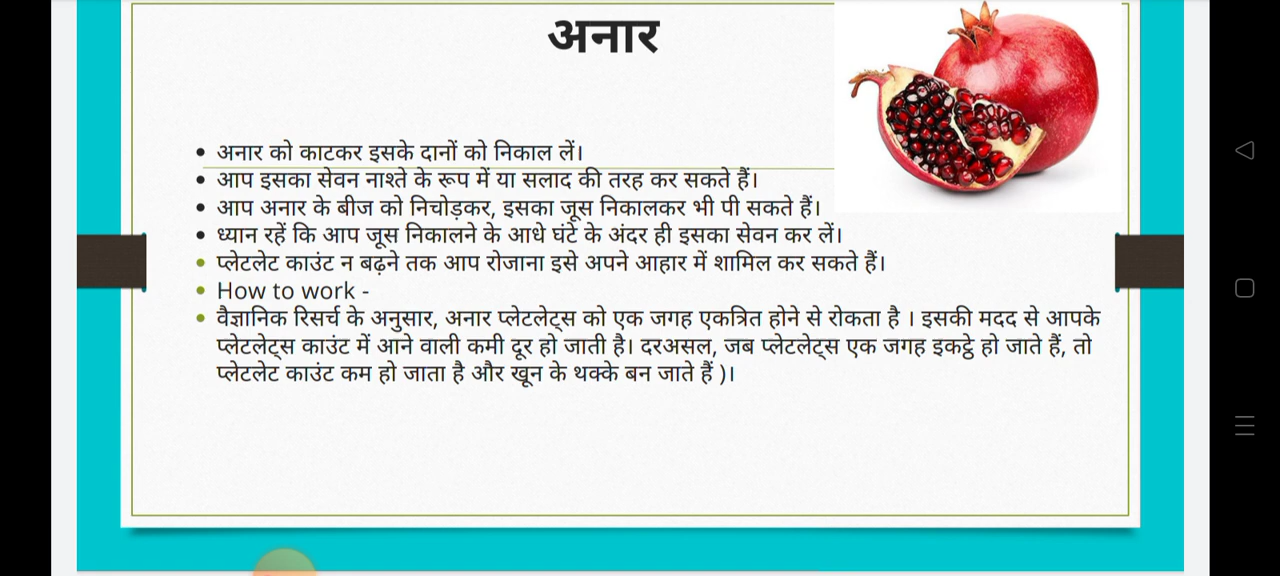 अनार
अनार को काटकर इसके दानों को निकाल लें।
आप इसका सेवन नाश्ते के रूप में या सलाद की तरह कर सकते हैं।
आप अनार के बीज को निचोड़कर, इसका जूस निकालकर भी पी सकते हैं।
ध्यान रहें कि आप जूस निकालने के आधे घंटे के अंदर ही इसका सेवन कर लें।
प्लेटलेट काउंट न बढ़ने तक आप रोजाना इसे अपने आहार में शामिल कर सकते हैं।
How to work -
वैज्ञानिक रिसर्च के अनुसार, अनार प्लेटलेट्स को एक जगह एकत्रित होने से रोकता है । इसकी मदद से आपके
प्लेटलेट्स काउंट में आने वाली कमी दूर हो जाती है। दरअसल, जब प्लेटलेट्स एक जगह इकट्ठे हो जाते हैं, तो
प्लेटलेट काउंट कम हो जाता है और खून के थक्के बन जाते हैं )।